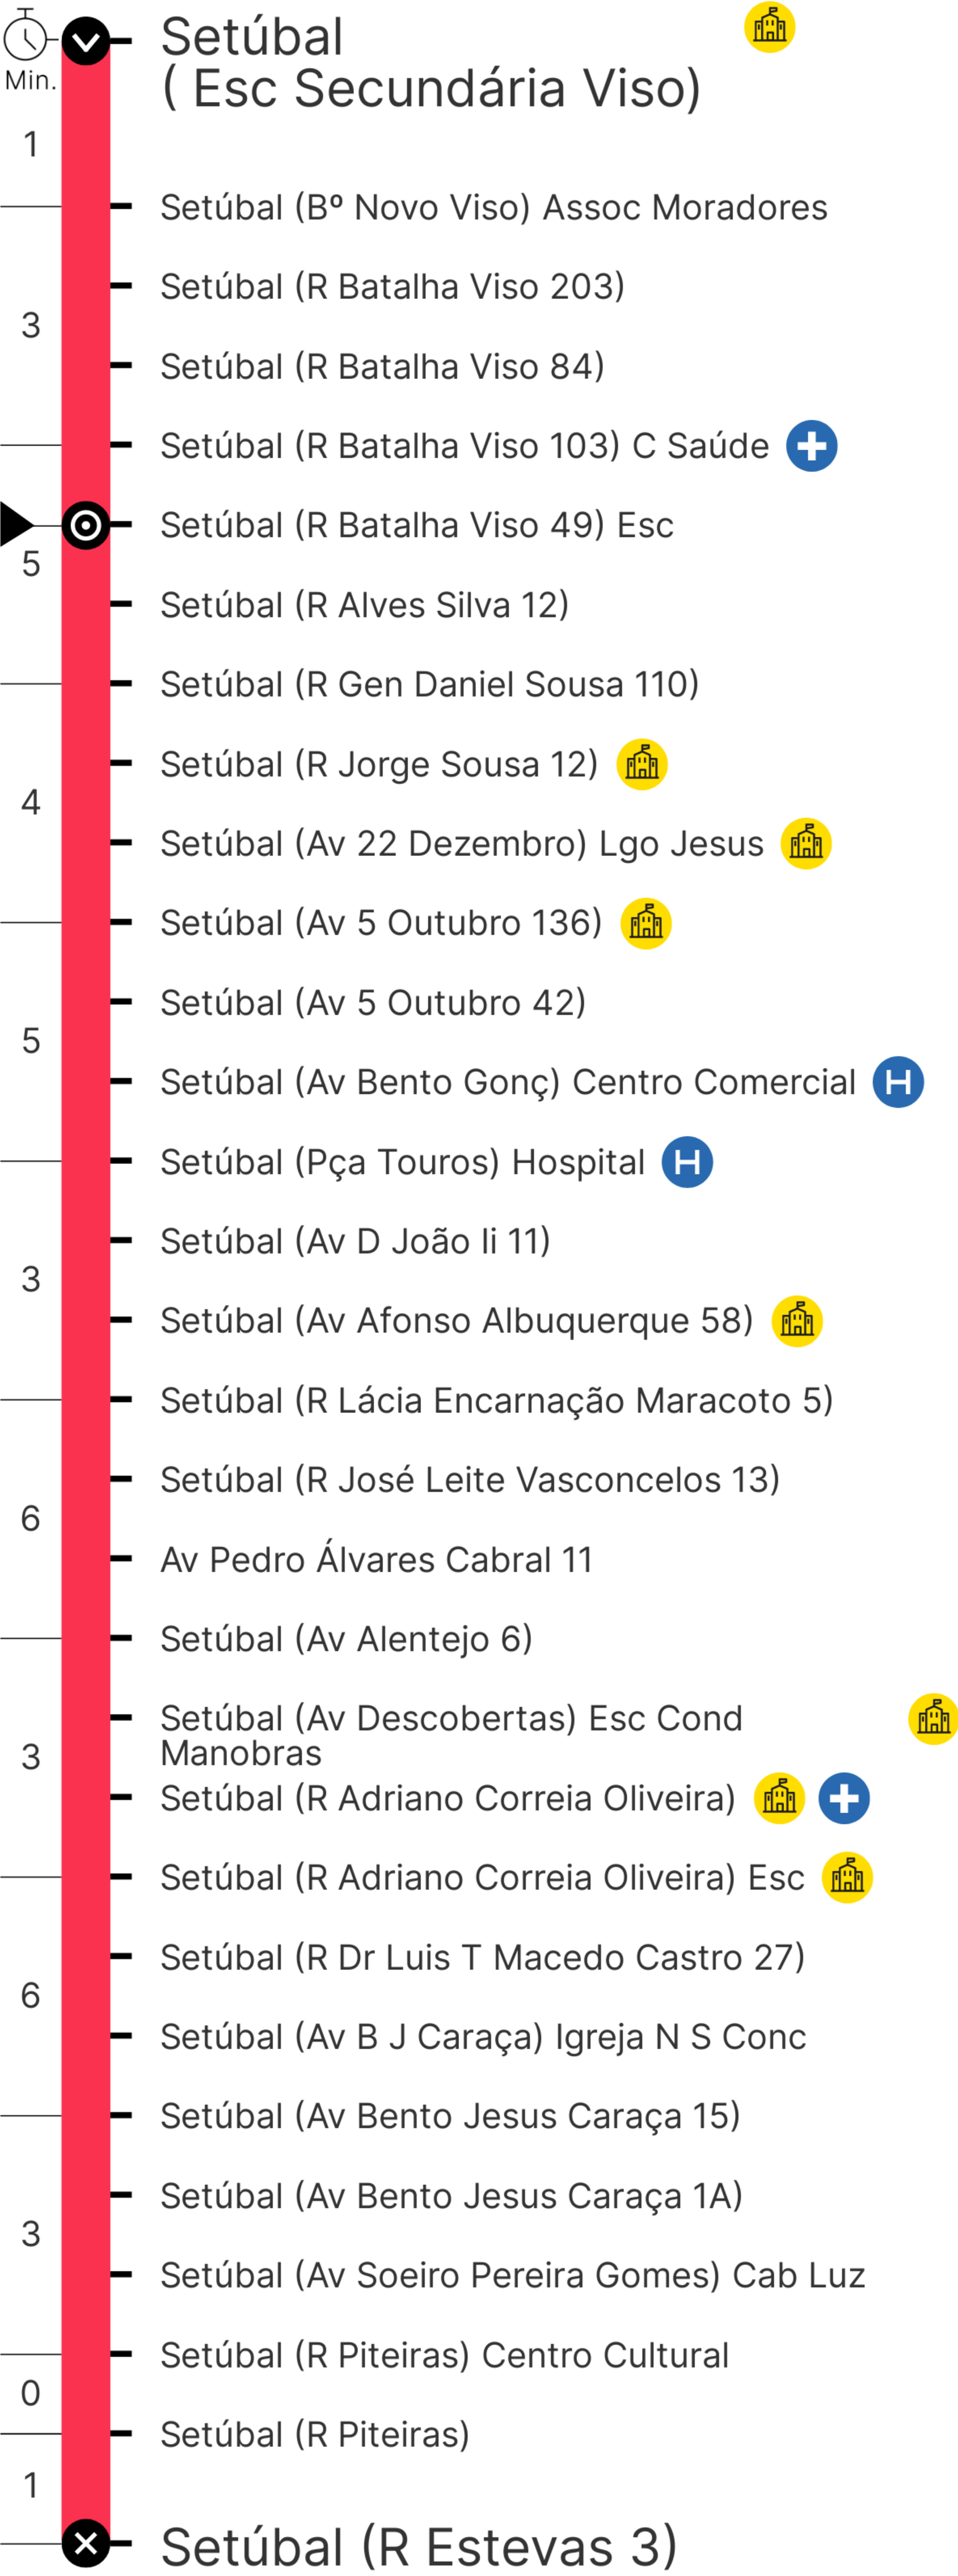 Setúbal
( Esc Secundária Viso)
Min.
1
Setúbal (Bº Novo Viso) Assoc Moradores
Setúbal (R Batalha Viso 203)
3
Setúbal (R Batalha Viso 84)
Setúbal (R Batalha Viso 103) C Saúde
Setúbal (R Batalha Viso 49) Esc
5
Setúbal (R Alves Silva 12)
Setúbal (R Gen Daniel Sousa 110)
Setúbal (R Jorge Sousa 12)
4
Setúbal (Av 22 Dezembro) Lgo Jesus
Setúbal (Av 5 Outubro 136)
Setúbal (Av 5 Outubro 42)
5
Setúbal (Av Bento Gonç) Centro Comercial H
Setúbal (Pça Touros) Hospital H
Setúbal (Av D João Ii 11)
3
Setúbal (Av Afonso Albuquerque 58)
Setúbal (R Lácia Encarnação Maracoto 5)
Setúbal (R José Leite Vasconcelos 13)
6
Av Pedro Álvares Cabral 11
Setúbal (Av Alentejo 6)
Setúbal (Av Descobertas) Esc Cond
Manobras
3
Setúbal (R Adriano Correia Oliveira)
Setúbal (R Adriano Correia Oliveira) Esc
Setúbal (R Dr Luis T Macedo Castro 27)
6
Setúbal (Av B J Caraça) Igreja N S Conc
Setúbal (Av Bento Jesus Caraça 15)
Setúbal (Av Bento Jesus Caraça 1A)
3
Setúbal (Av Soeiro Pereira Gomes) Cab Luz
Setúbal (R Piteiras) Centro Cultural
0
Setúbal (R Piteiras)
1
Setúbal (R Estevas 3)